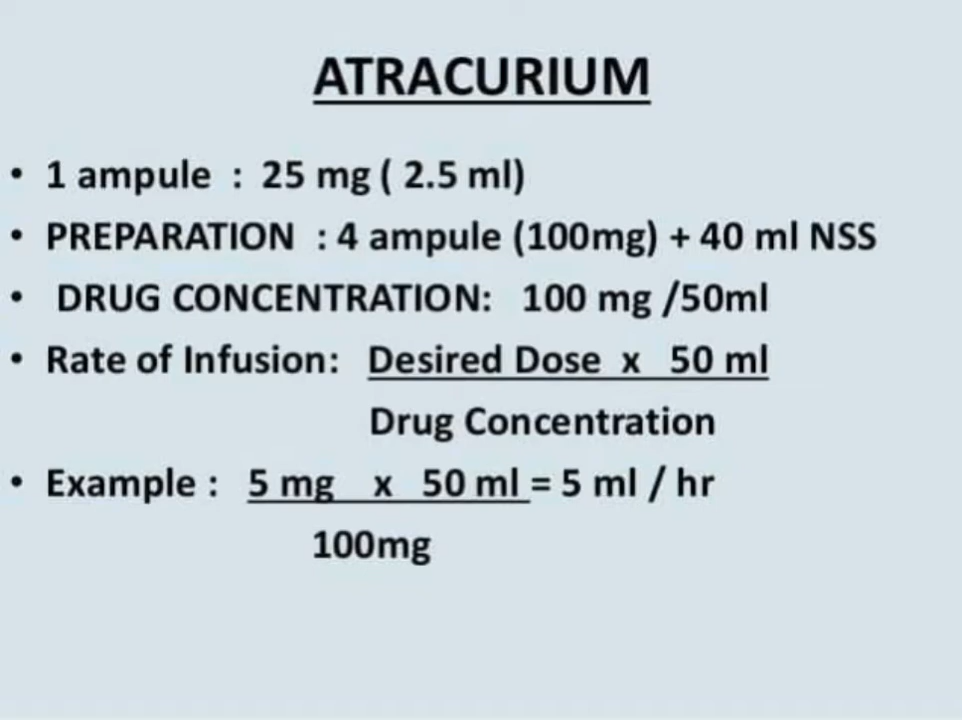 ATRACURIUM
• 1 ampule : 25 mg ( 2.5 ml)
• PREPARATION : 4 ampule (100mg) + 40 ml NSS
• DRUG CONCENTRATION: 100 mg /50ml
• Rate of Infusion: Desired Dose x 50 ml
Drug Concentration
• Example : 5 mg x 50 ml = 5 ml / hr
100mg